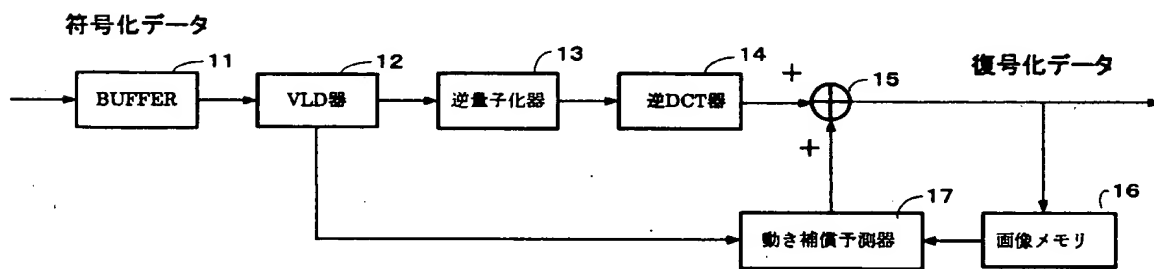 符号化データ
11
12
13
14
15
復号化データ
BUFFER
VLD器
逆量子化器
逆DCT器
+
+
17
16
動き補償予測器
画像メモリ